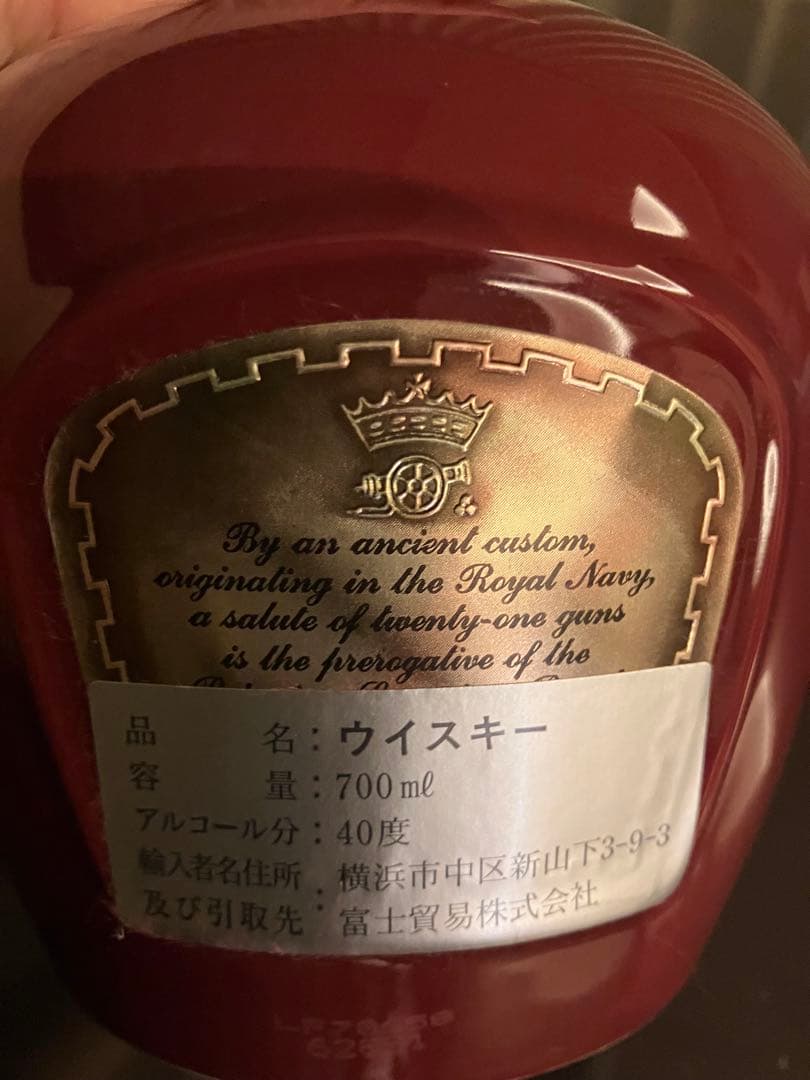 By an ancient custom,
originating in the Royal Navy,
a salute of twenty-one guns
is the prerogative of the
品 名：ウイスキー
容 量：700㎖
アルコール分：40度
輸入者名住所
及び引取先：横浜市中区新山下3-9-3
富士貿易株式会社